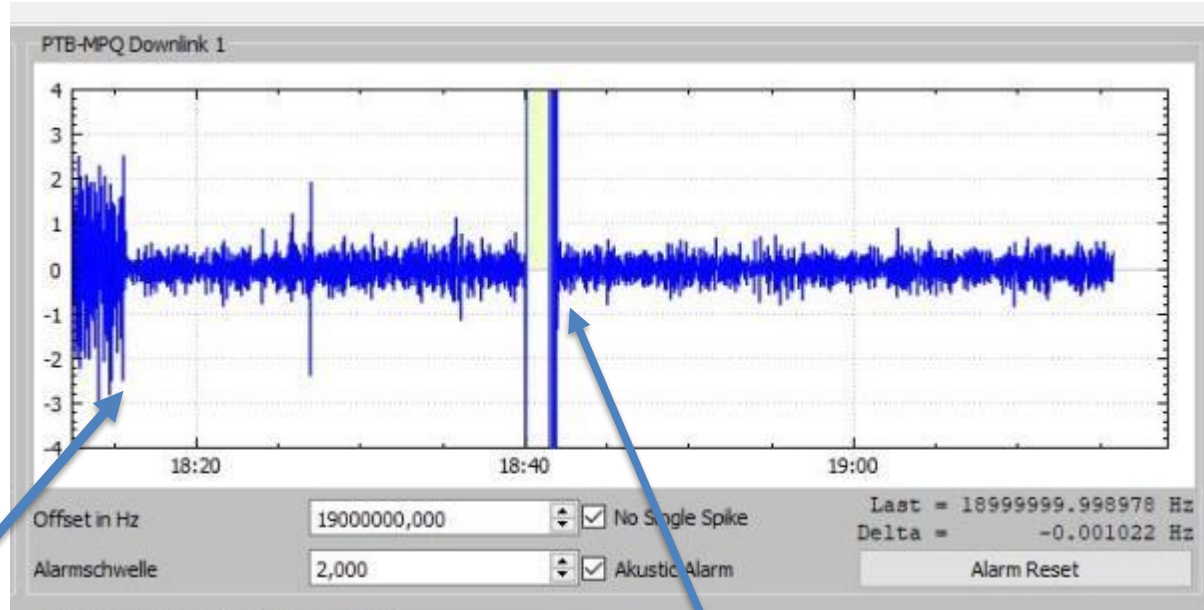 PTB-MPQ Downlink 1
4
3
2
1
0
-1
-2
-3
-4
18:20 18:40 19:00
Offset in Hz 19000000,000 No Single Spike Last = 18999999.998978 Hz
Delta = -0.001022 Hz
Alarmschwelle 2,000 Akustic Alarm Alarm Reset